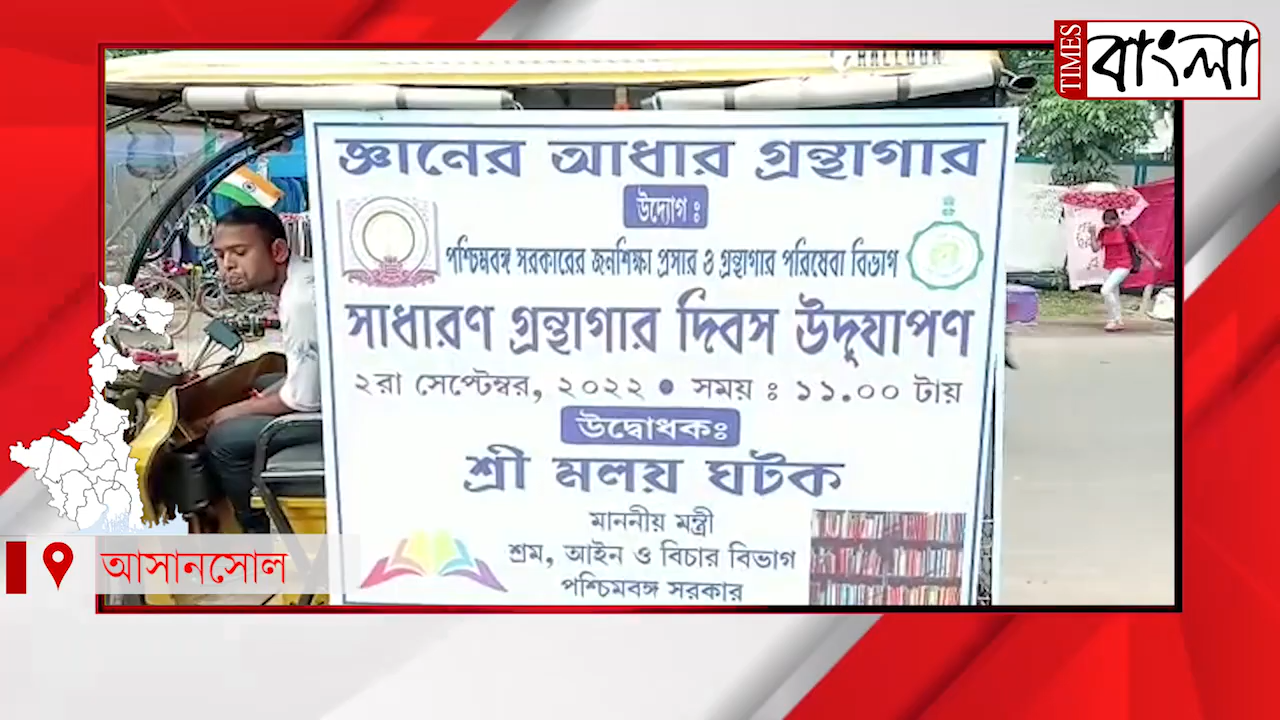 HALLOON
TIMES
বাংলা
জ্ঞানের আধার গ্রন্থাগার
উদ্যোগ :
পশ্চিমবঙ্গ সরকারের জনশিক্ষা প্রসার ও গ্রন্থাগার পরিষেবা বিভাগ
সাধারণ গ্রন্থাগার দিবস উদ্‌যাপণ
২রা সেপ্টেম্বর, ২০২২ ● সময় : ১১.০০ টায়
উদ্বোধকঃ
শ্রী মলয় ঘটক
মাননীয় মন্ত্রী
শ্রম, আইন ও বিচার বিভাগ
পশ্চিমবঙ্গ সরকার
আসানসোল